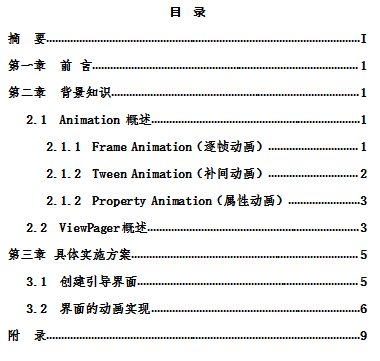 目 录
摘 要......I
第一章 前 言......1
第二章 背景知识......1
2.1 Animation 概述......1
2.1.1 Frame Animation（逐帧动画）......1
2.1.2 Tween Animation（补间动画）......2
2.1.2 Property Animation（属性动画）......3
2.2 ViewPager概述......3
第三章 具体实施方案......5
3.1 创建引导界面......5
3.2 界面的动画实现......6
附 录......9